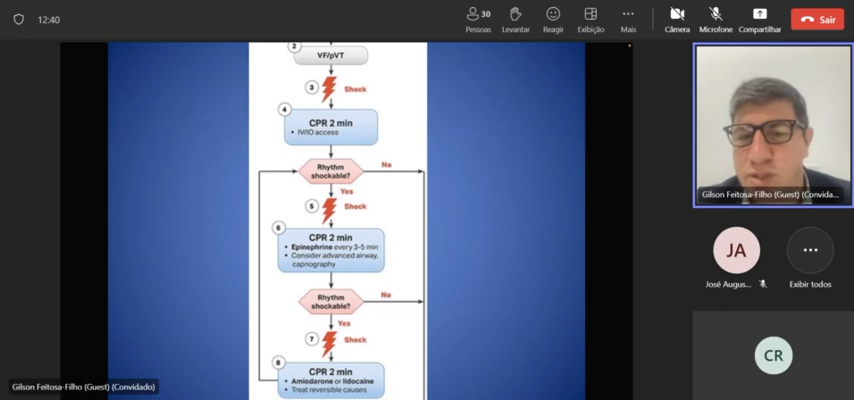 12:40
30
Pessoas
Levantar
Reagir
Exibição
Mais
Câmera
Microfone
Compartilhar
Sair
2
VF/pVT
3
Shock
4
CPR 2 min
• IV/IO access
Rhythm
shockable?
No
Yes
5
Shock
6
CPR 2 min
• Epinephrine every 3-5 min
• Consider advanced airway,
capnography
Rhythm
shockable?
No
Yes
7
Shock
8
CPR 2 min
• Amiodarone or lidocaine
• Treat reversible causes
Gilson Feitosa-Filho (Guest) (Convidado)
Gilson Feitosa-Filho (Guest) (Convida...
JA
José Augus...
Exibir todos
CR